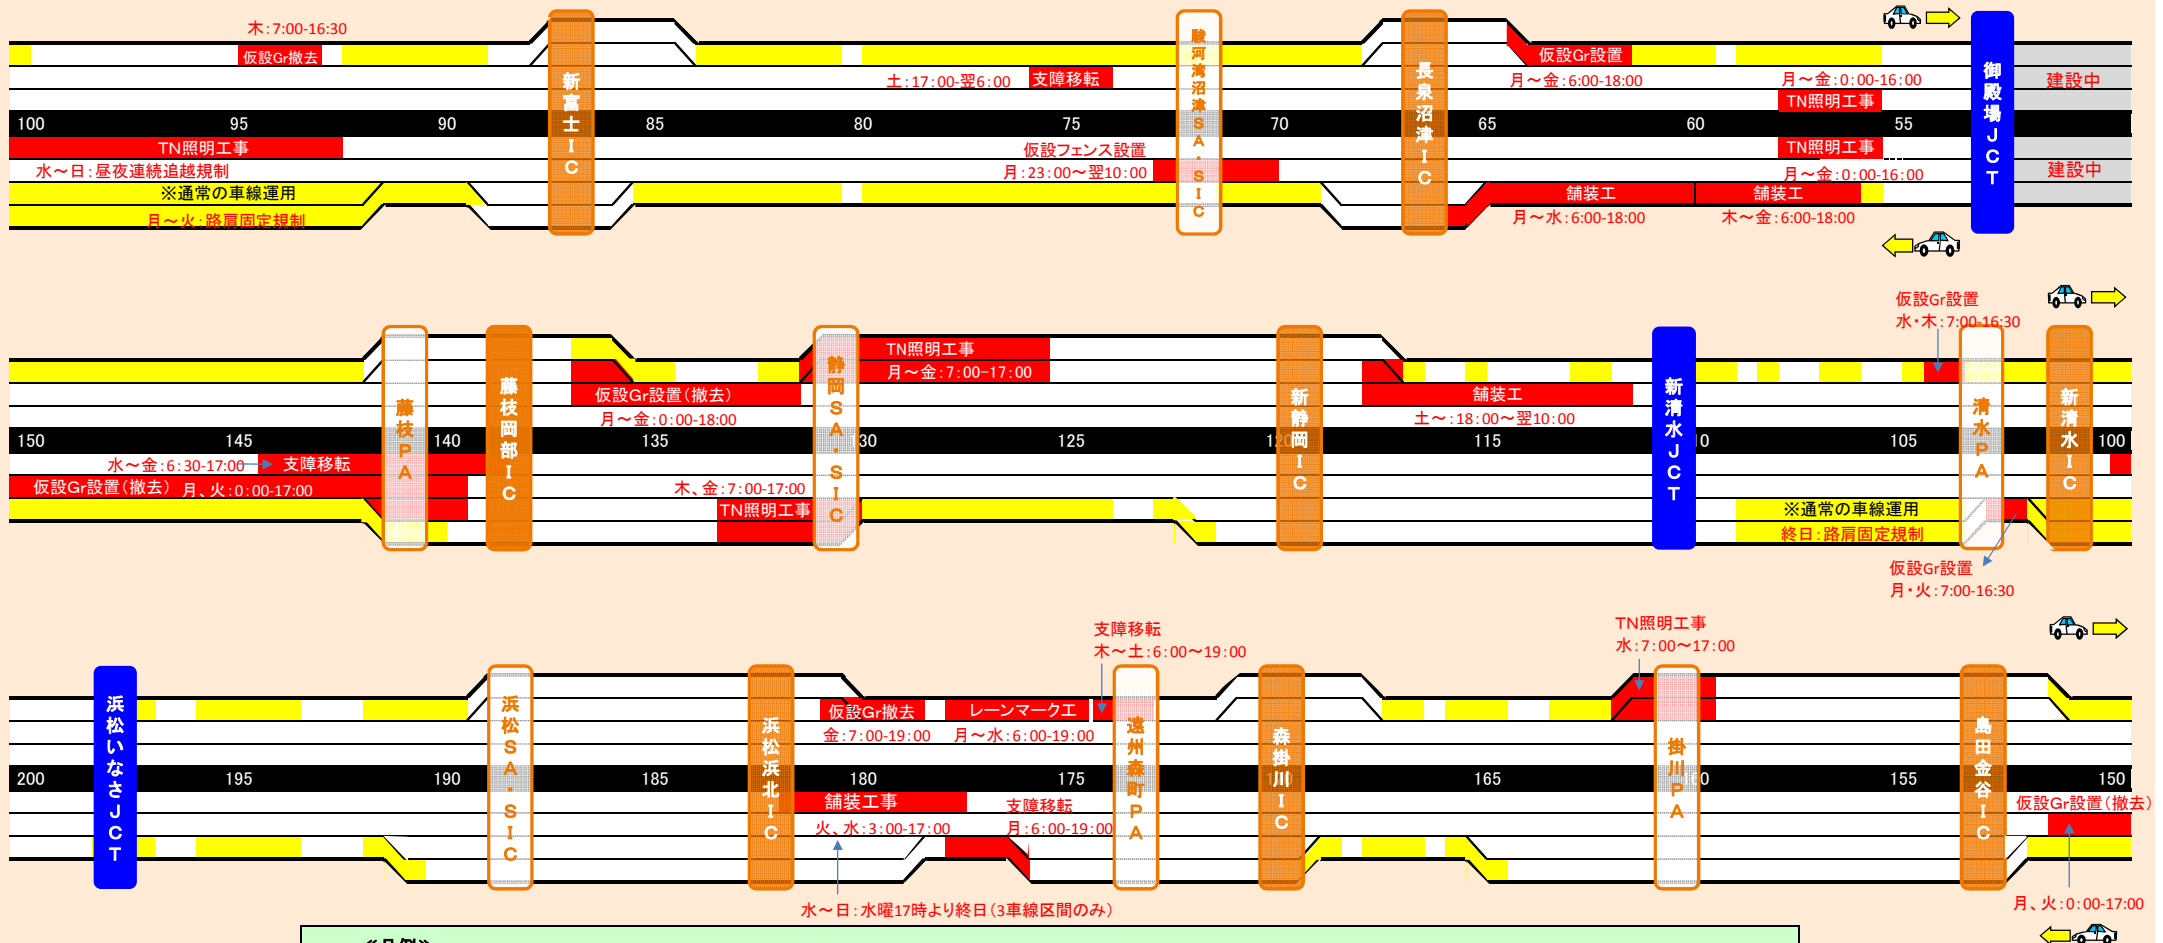 木:7:00-16:30
仮設Gr撤去
土:17:00-翌6:00
支障移転
仮設Gr設置
月～金:6:00-18:00
月～金:0:00-16:00
TN照明工事
建設中
新富士IC
駿河湾沼津SA・SIC
長泉沼津IC
御殿場JCT
100 95 90 85 80 75 70 65 60 55
TN照明工事
水～日:昼夜連続追越規制
※通常の車線運用
月～火:路肩固定規制
仮設フェンス設置
月:23:00～翌10:00
TN照明工事
月～金:0:00-16:00
建設中
舗装工
舗装工
月～水:6:00-18:00
木～金:6:00-18:00
仮設Gr設置
水・木:7:00-16:30
TN照明工事
月～金:7:00-17:00
仮設Gr設置(撤去)
月～金:0:00-18:00
舗装工
土～:18:00～翌10:00
藤枝PA
藤枝岡部IC
静岡SA・SIC
新静岡IC
新清水JCT
清水PA
新清水IC
150 145 140 135 130 125 120 115 110 105 100
水～金:6:30-17:00
支障移転
仮設Gr設置(撤去) 月、火:0:00-17:00
木、金:7:00-17:00
TN照明工事
※通常の車線運用
終日:路肩固定規制
仮設Gr設置
月・火:7:00-16:30
支障移転
木～土:6:00～19:00
TN照明工事
水:7:00～17:00
仮設Gr撤去
金:7:00-19:00
レーンマーク工
月～水:6:00-19:00
浜松いなさJCT
浜松SA・SIC
浜松浜北IC
遠州森町PA
森掛川IC
掛川PA
島田金谷IC
200 195 190 185 180 175 170 165 160 155 150
舗装工事
火、水:3:00-17:00
支障移転
月:6:00-19:00
仮設Gr設置(撤去)
水～日:水曜17時より終日(3車線区間のみ)
月、火:0:00-17:00